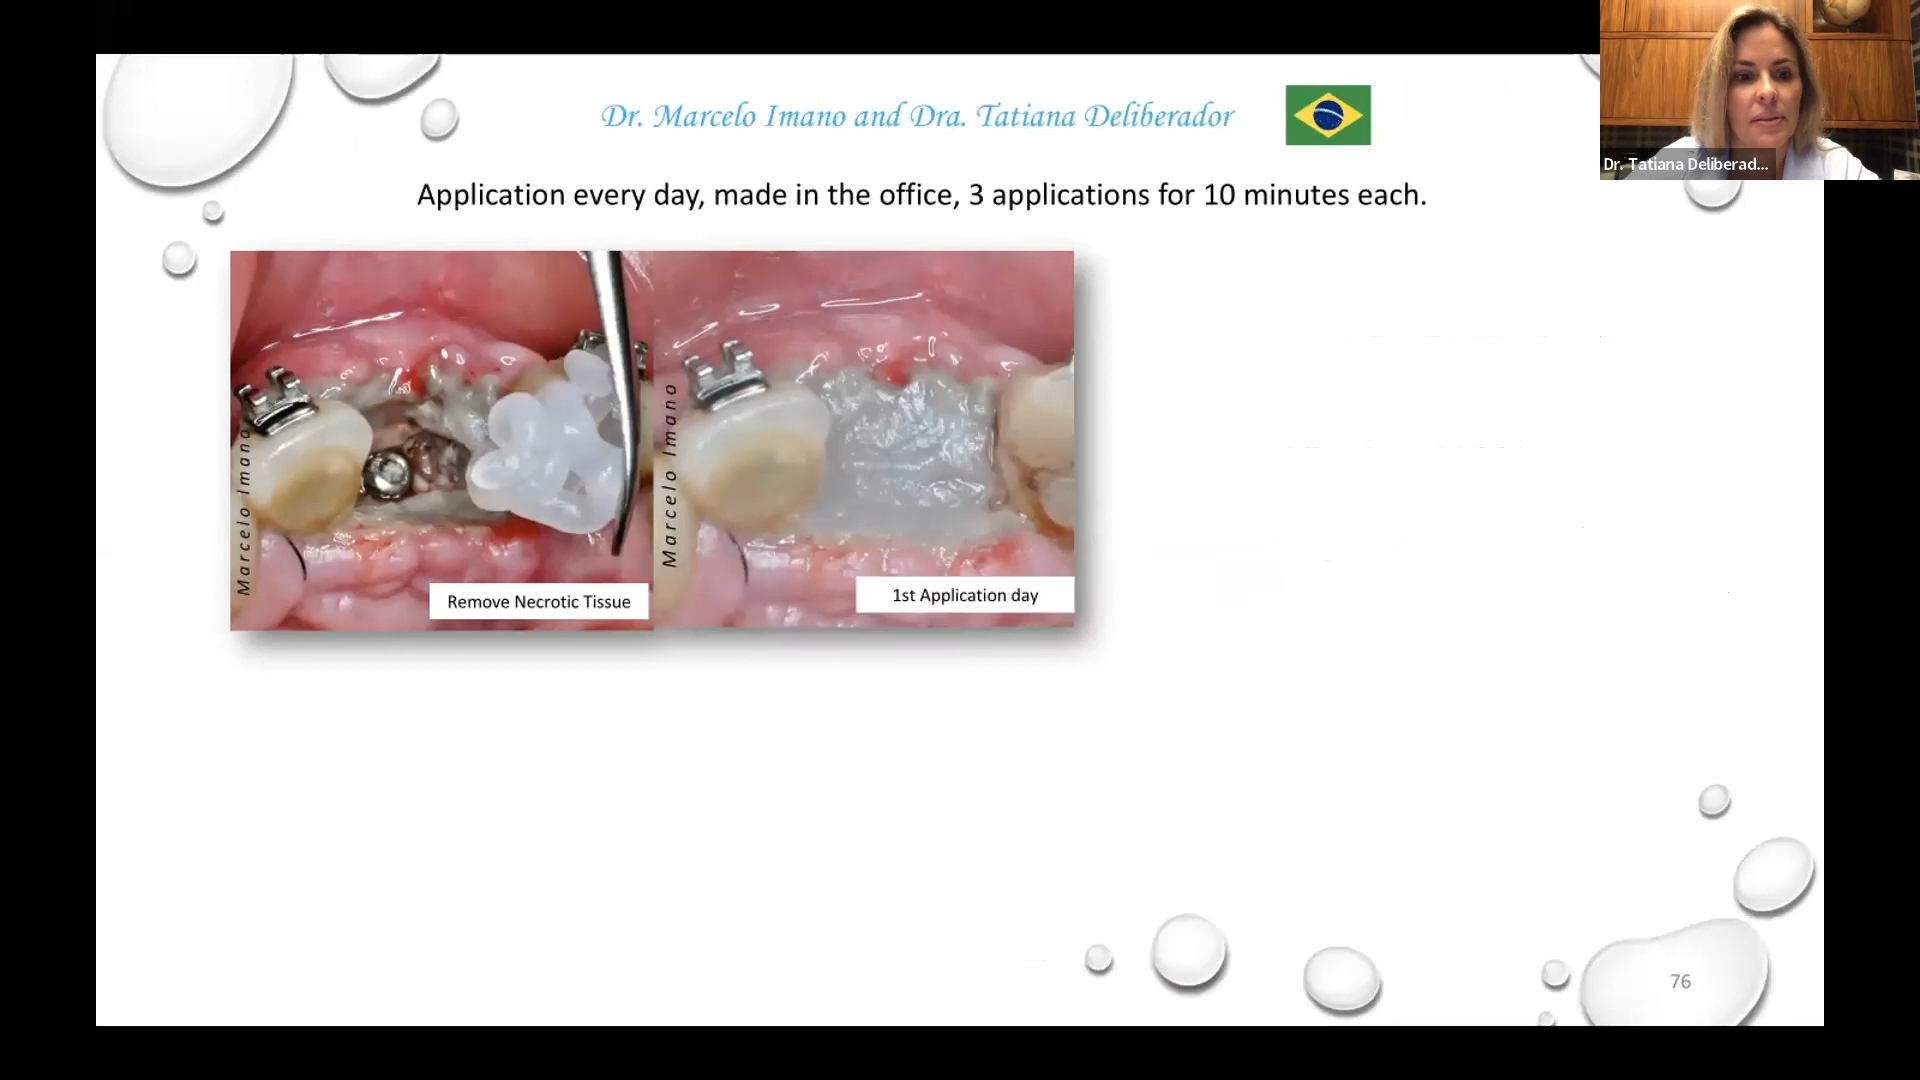 Dr. Marcelo Imano and Dra. Tatiana Deliberador
Dr. Tatiana Deliberad...
Application every day, made in the office, 3 applications for 10 minutes each.
Marcelo Imano
Marcelo Imano
Remove Necrotic Tissue
1st Application day
76